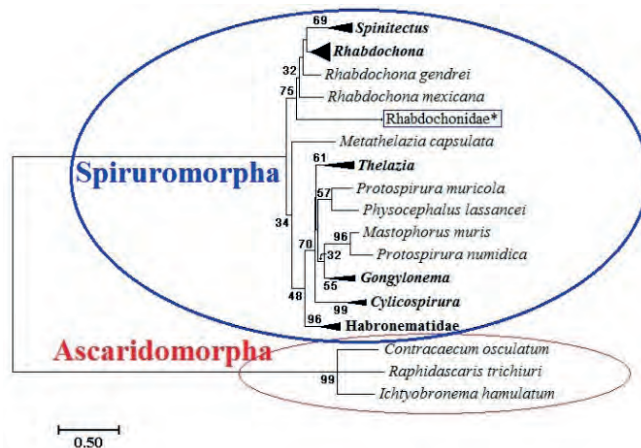 69
Spinitectus
Rhabdochona
32
Rhabdochona gendrei
75
Rhabdochona mexicana
Rhabdochonidae*
Metathelazia capsulata
61
Thelazia
Spiruromorpha
57
Protospirura muricola
Physocephalus lassancei
34
70
96
Mastophorus muris
32
Protospirura numidica
Gongylonema
55
48
Cylicospirura
99
96
Habronematidae
Ascaridomorpha
Contracaecum osculatum
99
Raphidascaris trichiuri
Ichtyobronema hamulatum
0.50